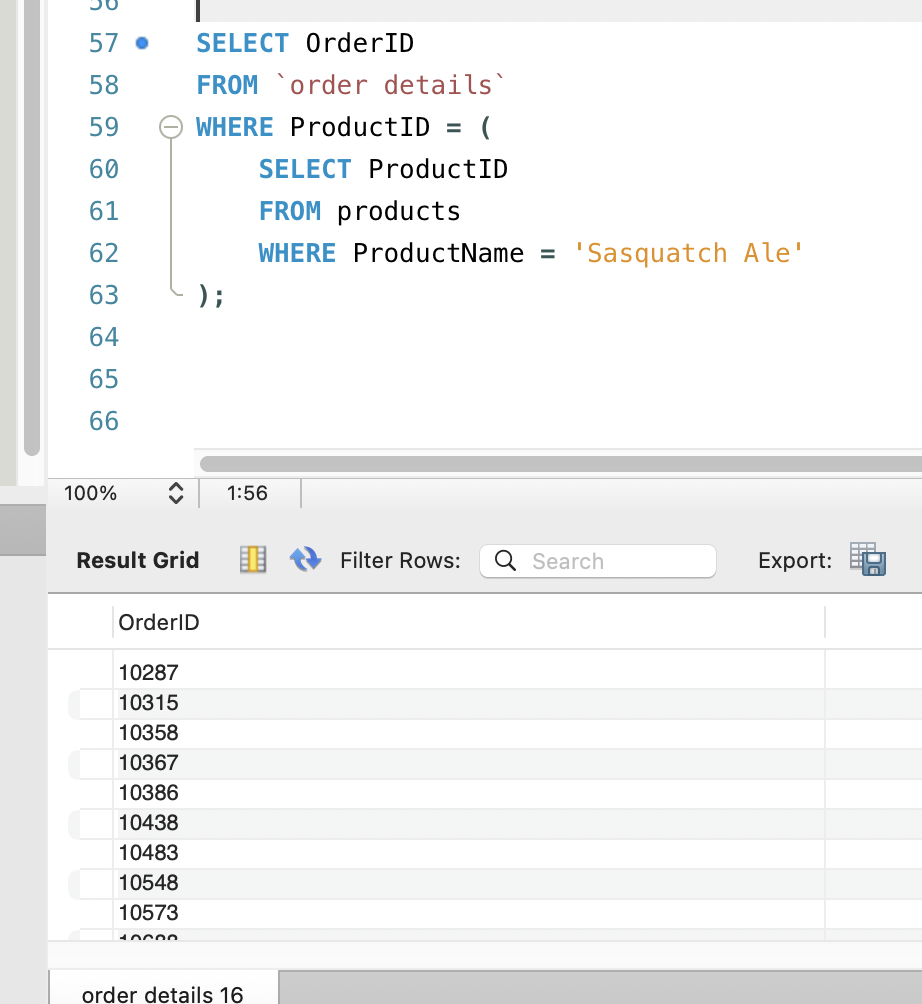 56
57 SELECT OrderID
58 FROM `order details`
59 WHERE ProductID = (
60 SELECT ProductID
61 FROM products
62 WHERE ProductName = 'Sasquatch Ale'
63 );
64
65
66
100% 1:56
Result Grid Filter Rows: Search Export:
OrderID
10287
10315
10358
10367
10386
10438
10483
10548
10573
order details 16